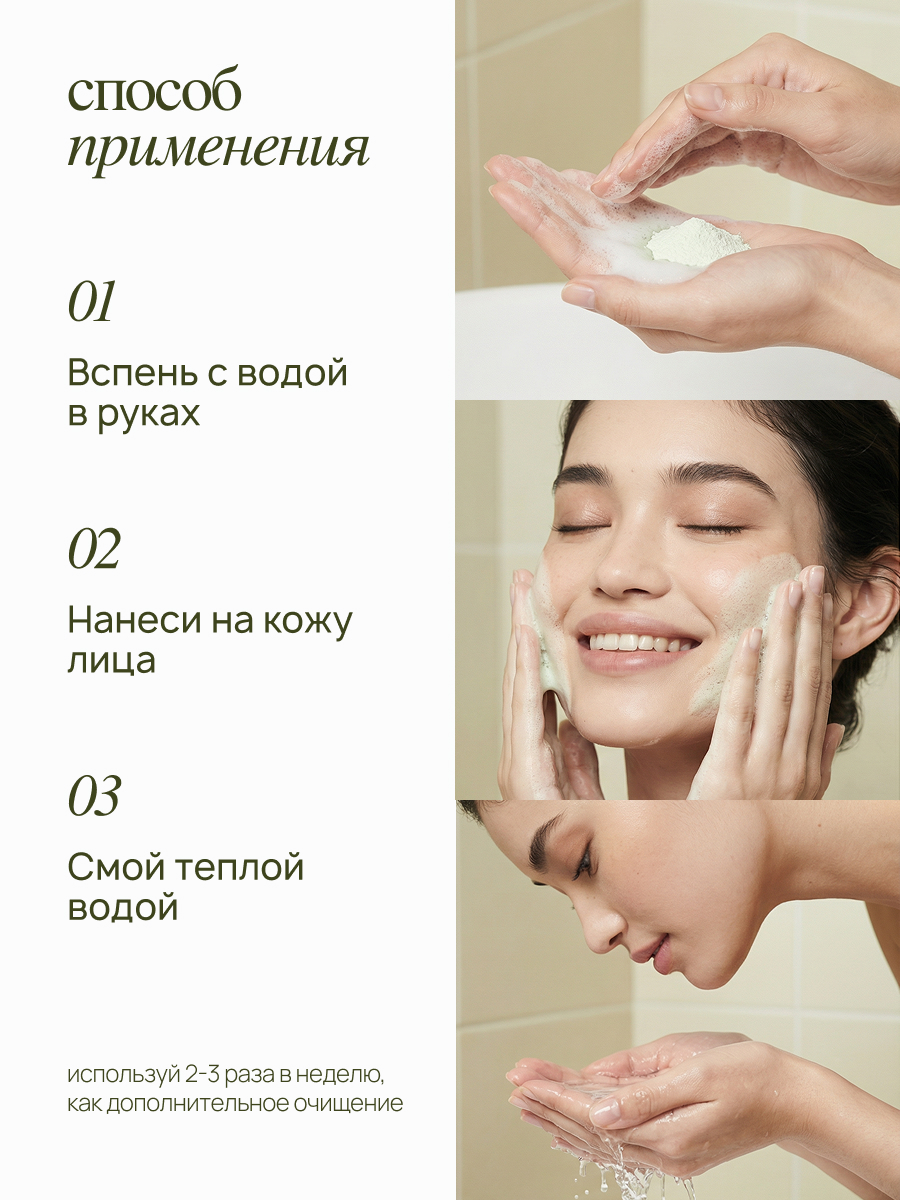 способ
применения
01
Вспень с водой
в руках
02
Нанеси на кожу
лица
03
Смой теплой
водой
используй 2-3 раза в неделю,
как дополнительное очищение